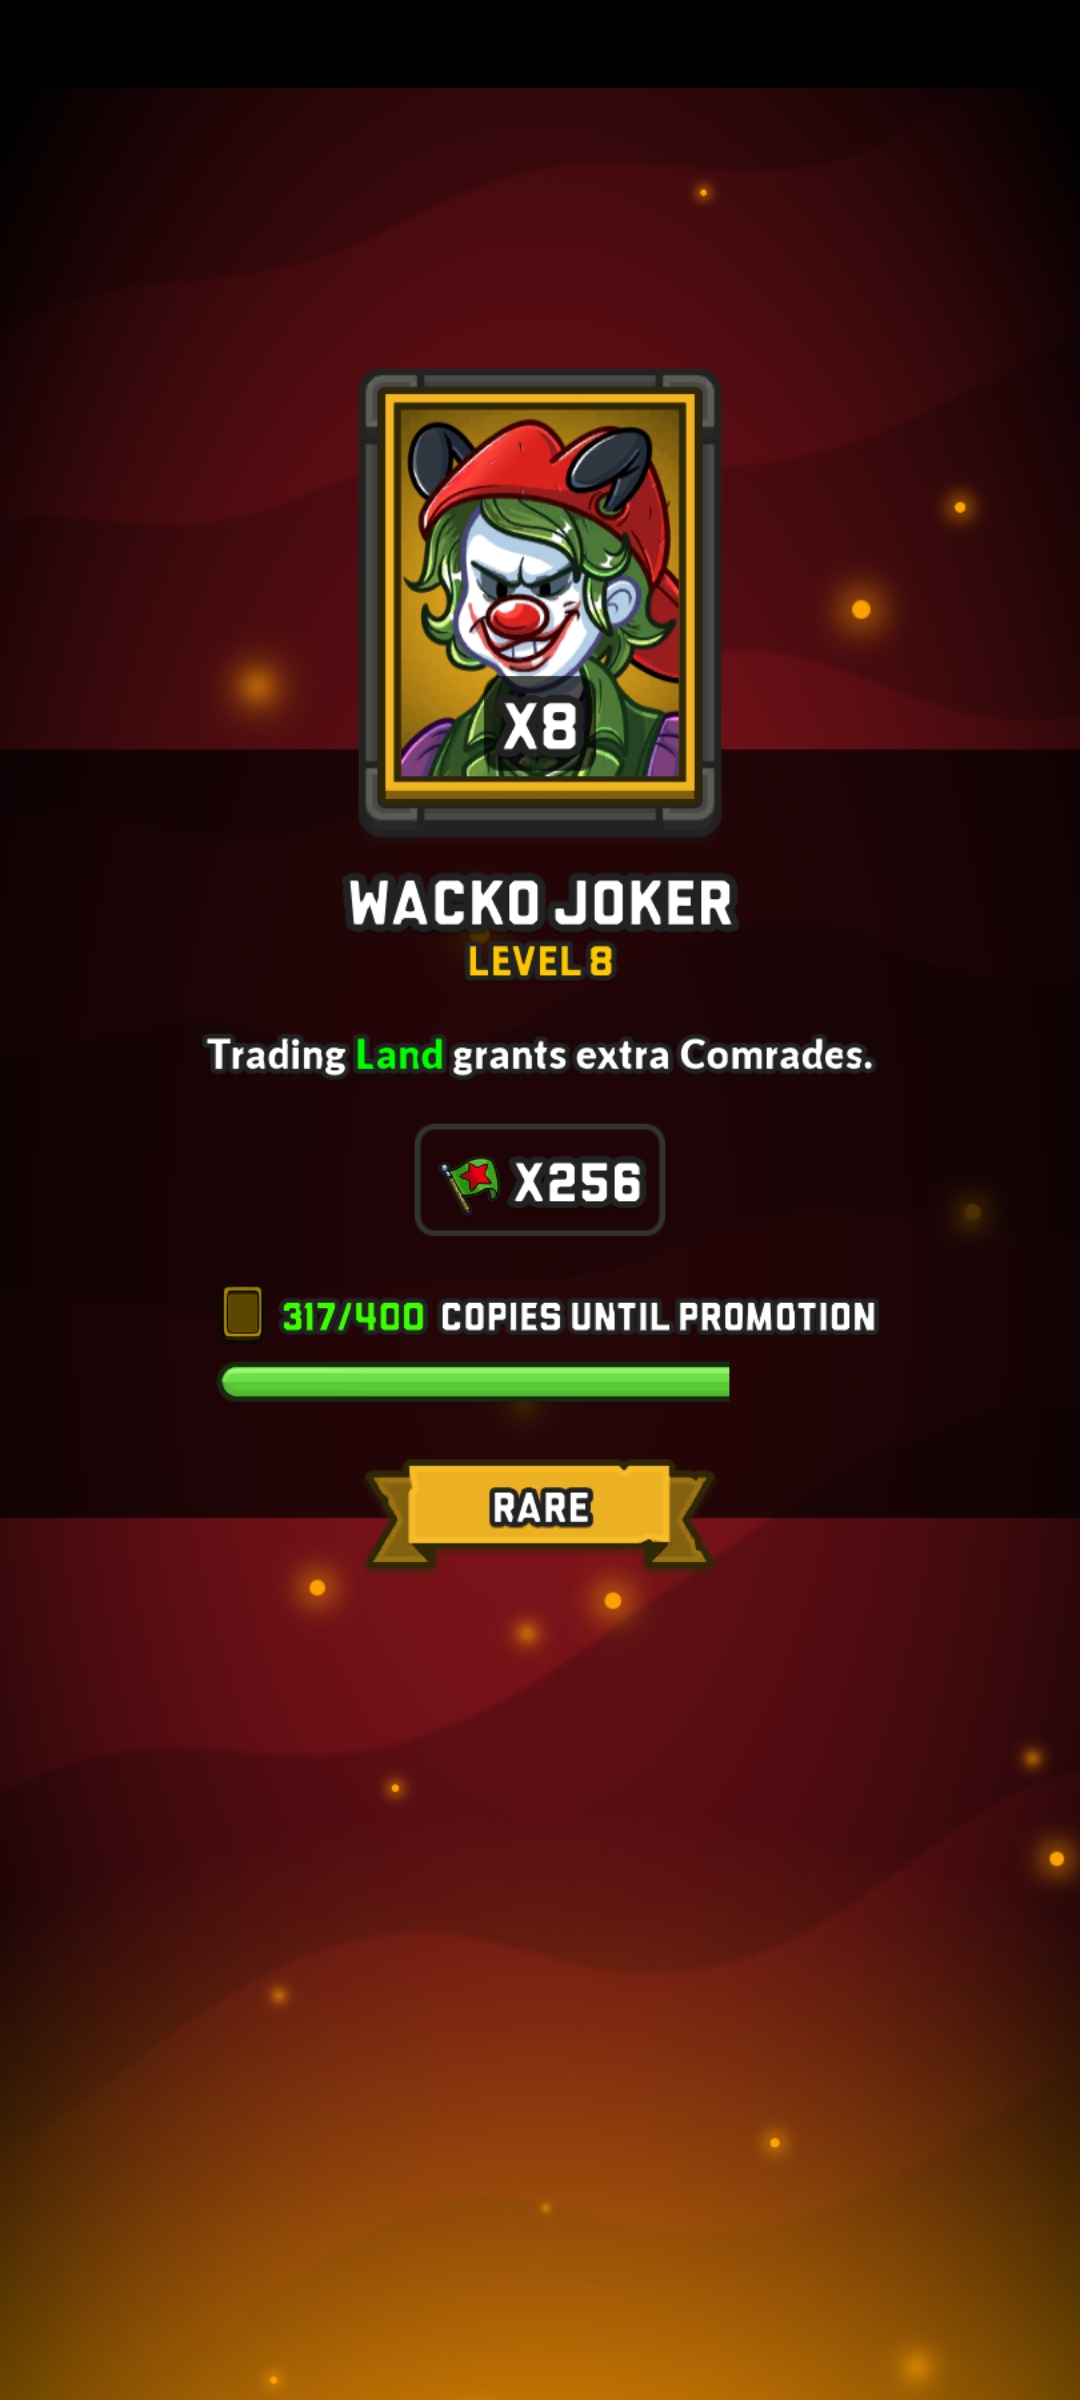 X8
WACKO JOKER
LEVEL 8
Trading Land grants extra Comrades.
X256
317/400 COPIES UNTIL PROMOTION
RARE